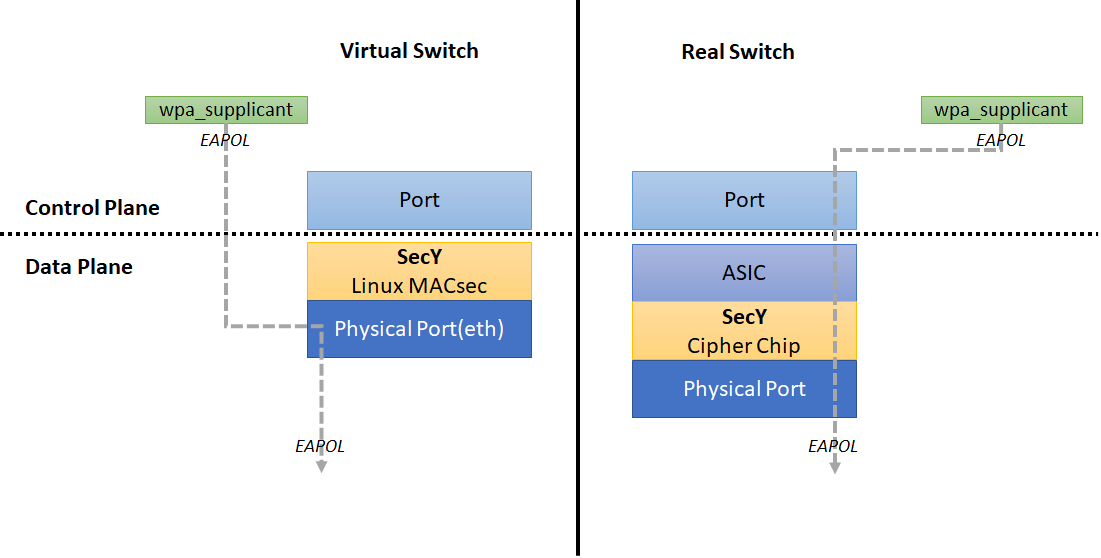 Virtual Switch
Real Switch
wpa_supplicant
wpa_supplicant
EAPOL
EAPOL
Port
Port
Control Plane
Data Plane
SecY
Linux MACsec
Physical Port(eth)
ASIC
SecY
Cipher Chip
Physical Port
EAPOL
EAPOL